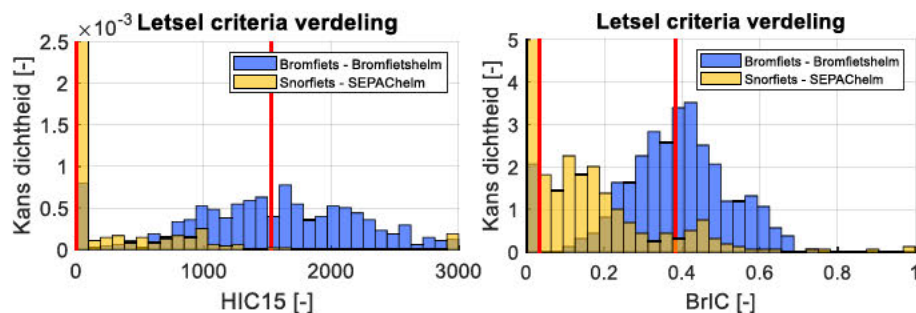 Letsel criteria verdeling
×10-3
2.5
2
1.5
1
0.5
0
Kans dichtheid [-]
Bromfiets - Bromfietshelm
Snorfiets - SEPAChelm
0
1000
2000
3000
HIC15 [-]
Letsel criteria verdeling
5
4
3
2
1
0
Kans dichtheid [-]
Bromfiets - Bromfietshelm
Snorfiets - SEPAChelm
0
0.2
0.4
0.6
0.8
1
BrIC [-]